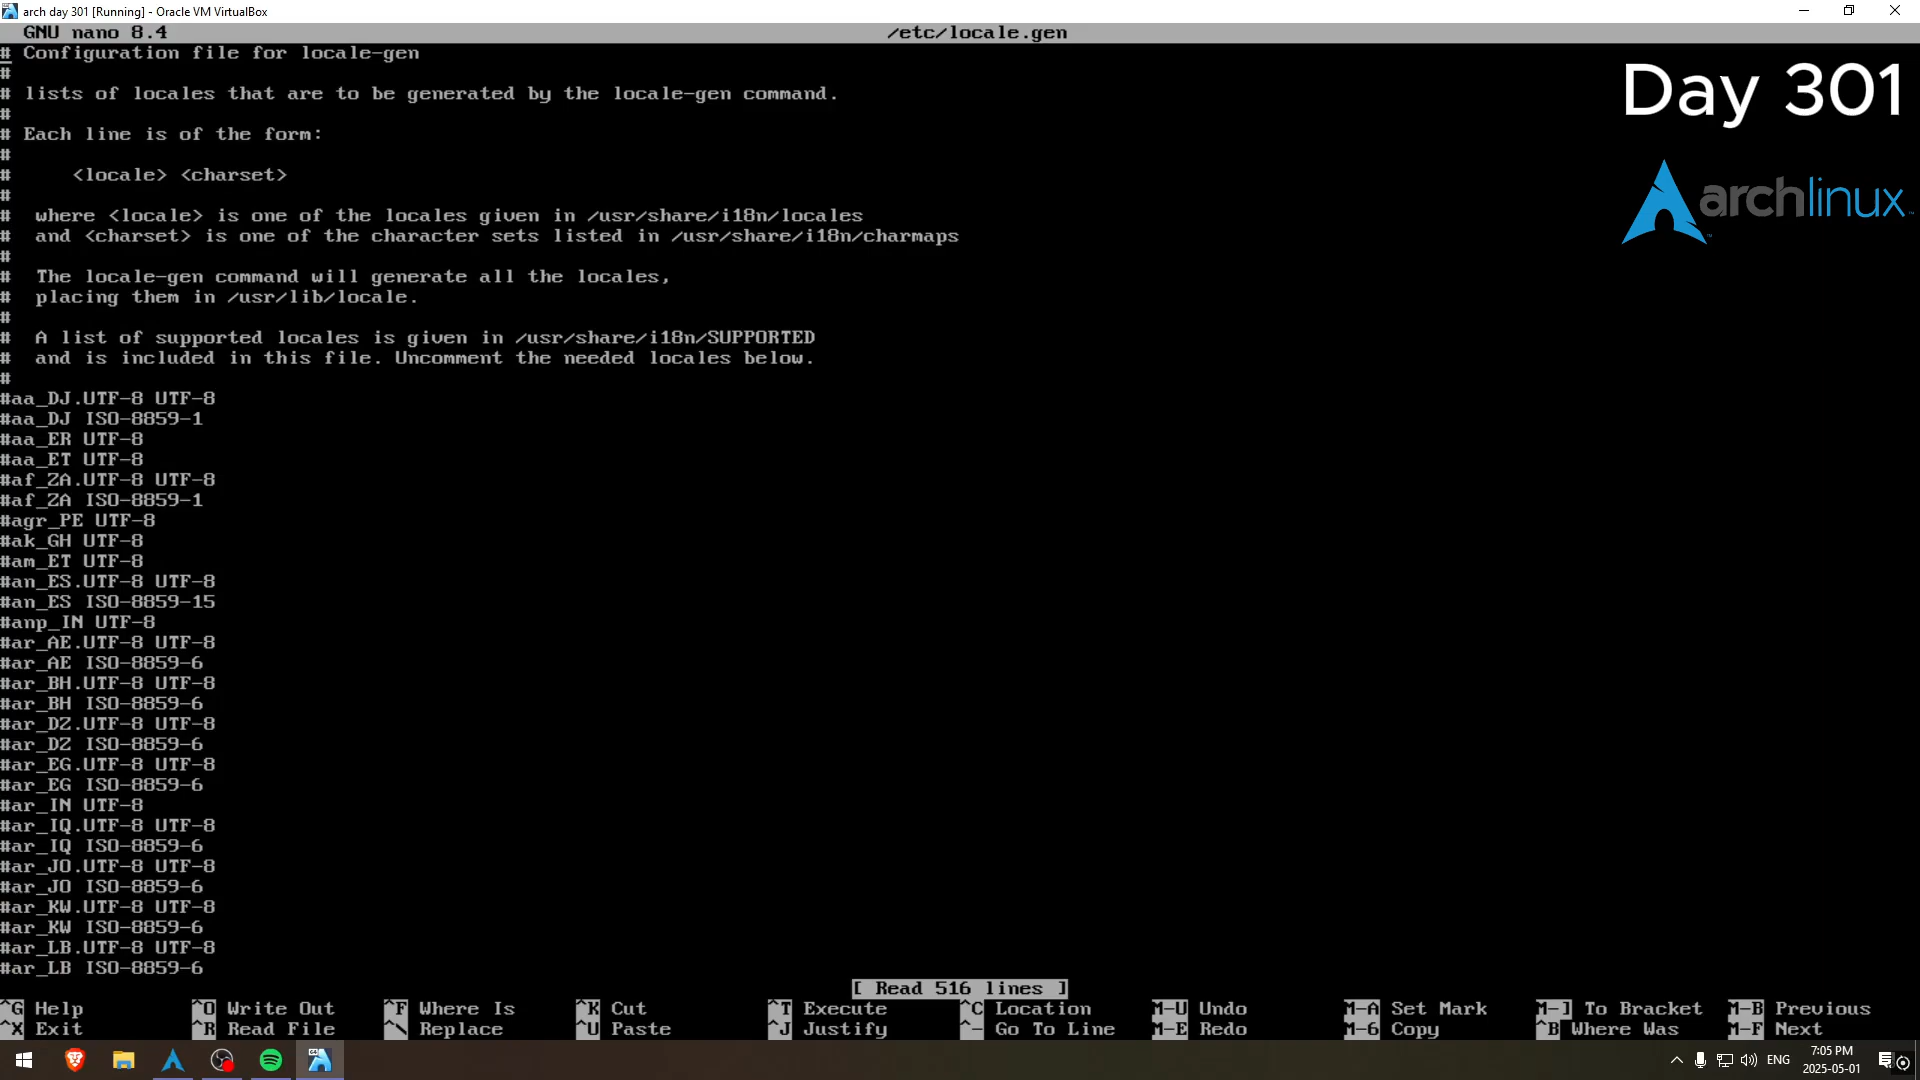 arch day 301 [Running] - Oracle VM VirtualBox
GNU nano 8.4 /etc/locale.gen
# Configuration file for locale-gen
#
# lists of locales that are to be generated by the locale-gen command.
#
# Each line is of the form:
#
# <locale> <charset>
#
# where <locale> is one of the locales given in /usr/share/i18n/locales
# and <charset> is one of the character sets listed in /usr/share/i18n/charmaps
#
# The locale-gen command will generate all the locales,
# placing them in /usr/lib/locale.
#
# A list of supported locales is given in /usr/share/i18n/SUPPORTED
# and is included in this file. Uncomment the needed locales below.
#
#aa_DJ.UTF-8 UTF-8
#aa_DJ ISO-8859-1
#aa_ER UTF-8
#aa_ET UTF-8
#af_ZA.UTF-8 UTF-8
#af_ZA ISO-8859-1
#agr_PE UTF-8
#ak_GH UTF-8
#am_ET UTF-8
#an_ES.UTF-8 UTF-8
#an_ES ISO-8859-15
#anp_IN UTF-8
#ar_AE.UTF-8 UTF-8
#ar_AE ISO-8859-6
#ar_BH.UTF-8 UTF-8
#ar_BH ISO-8859-6
#ar_DZ.UTF-8 UTF-8
#ar_DZ ISO-8859-6
#ar_EG.UTF-8 UTF-8
#ar_EG ISO-8859-6
#ar_IN UTF-8
#ar_IQ.UTF-8 UTF-8
#ar_IQ ISO-8859-6
#ar_JO.UTF-8 UTF-8
#ar_JO ISO-8859-6
#ar_KW.UTF-8 UTF-8
#ar_KW ISO-8859-6
#ar_LB.UTF-8 UTF-8
#ar_LB ISO-8859-6
Day 301
archlinux ™
[ Read 516 lines ]
^G Help ^O Write Out ^F Where Is ^K Cut ^T Execute ^C Location M-U Undo M-A Set Mark M-] To Bracket M-B Previous
^X Exit ^R Read File ^\ Replace ^U Paste ^J Justify ^- Go To Line M-E Redo M-6 Copy ^B Where Was M-F Next
ENG
7:05 PM
2025-05-01